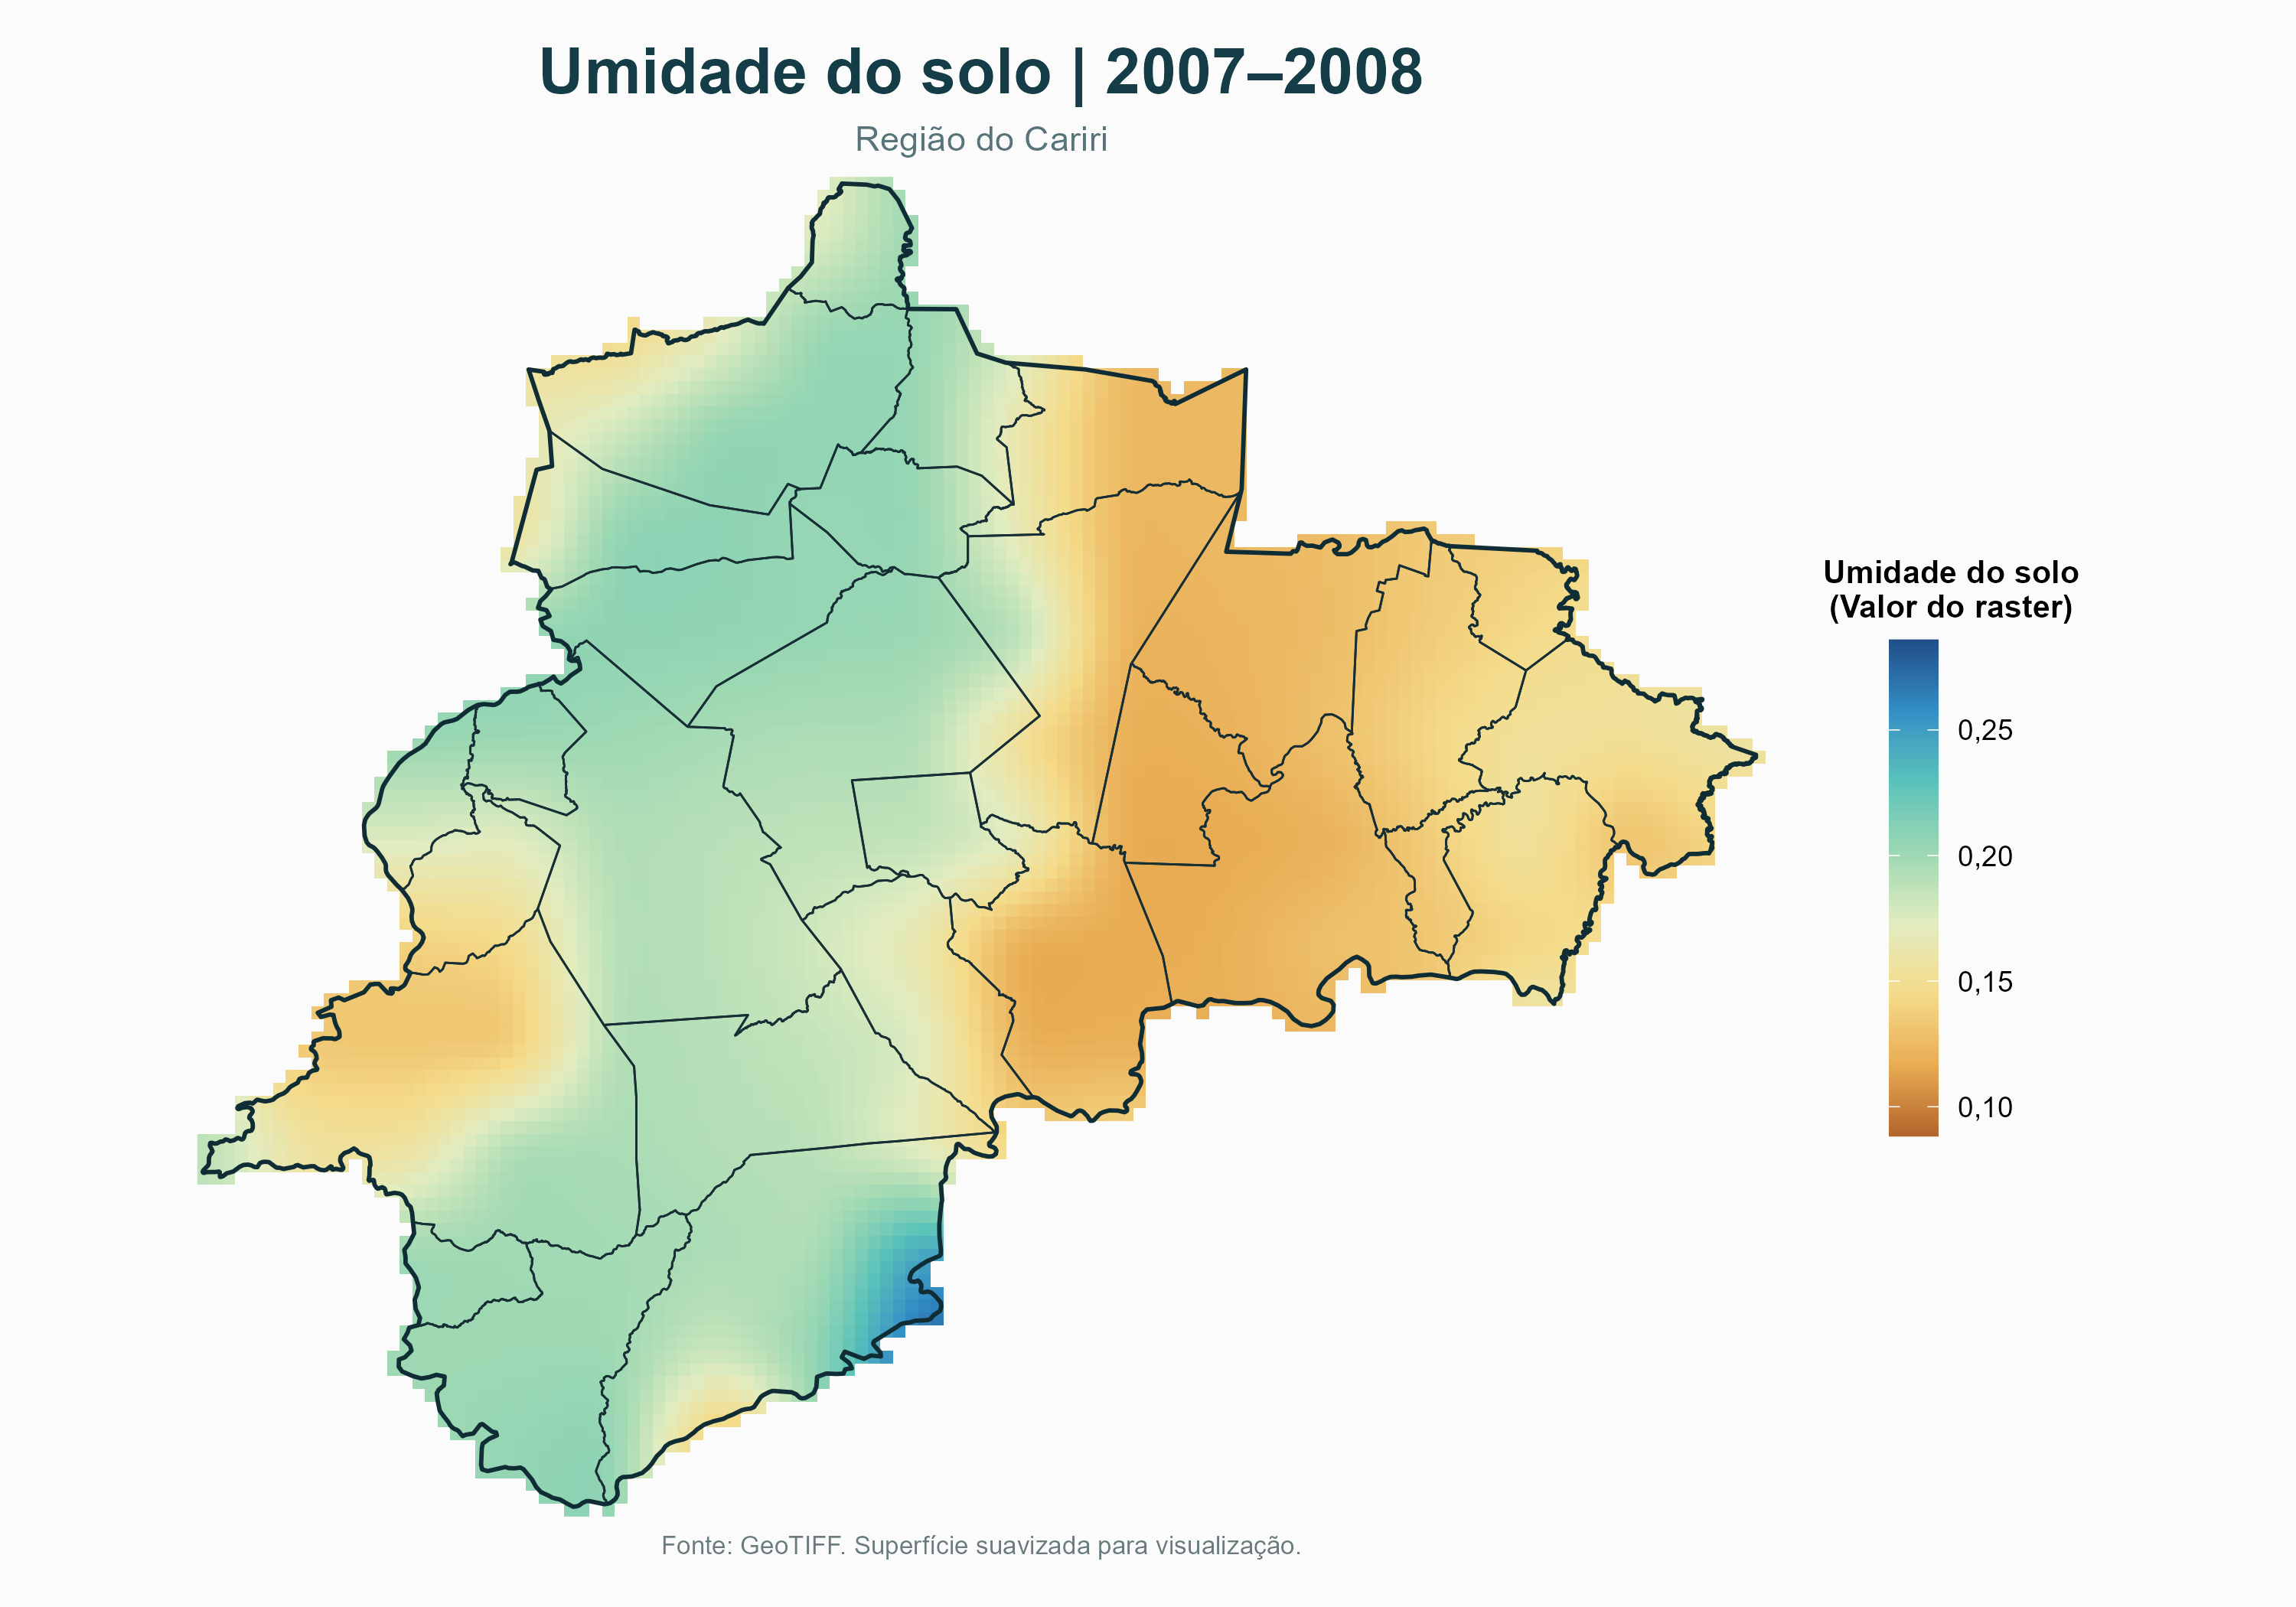 Umidade do solo | 2007–2008
Região do Cariri
Umidade do solo
(Valor do raster)
0,25
0,20
0,15
0,10
Fonte: GeoTIFF. Superfície suavizada para visualização.